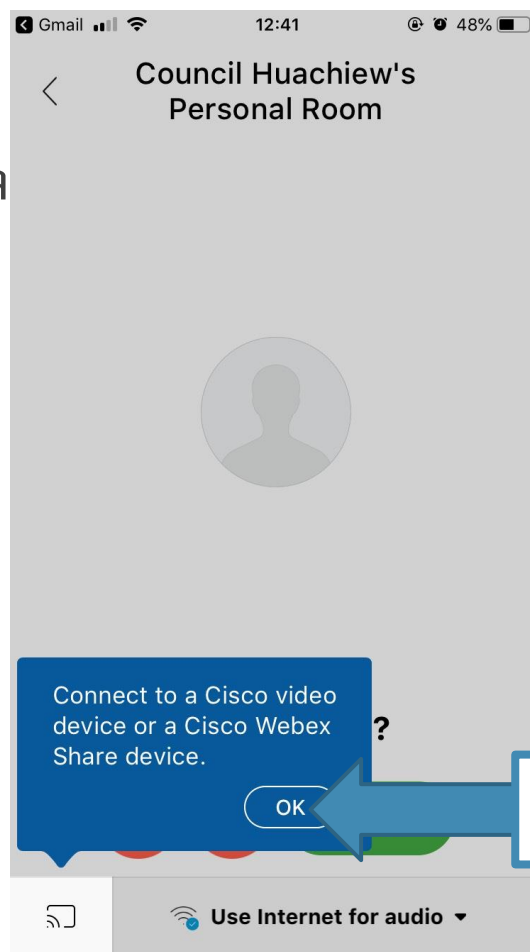 Gmail 12:41 48%
Council Huachiew's
Personal Room
Connect to a Cisco video
device or a Cisco Webex
Share device.
?
OK
Use Internet for audio